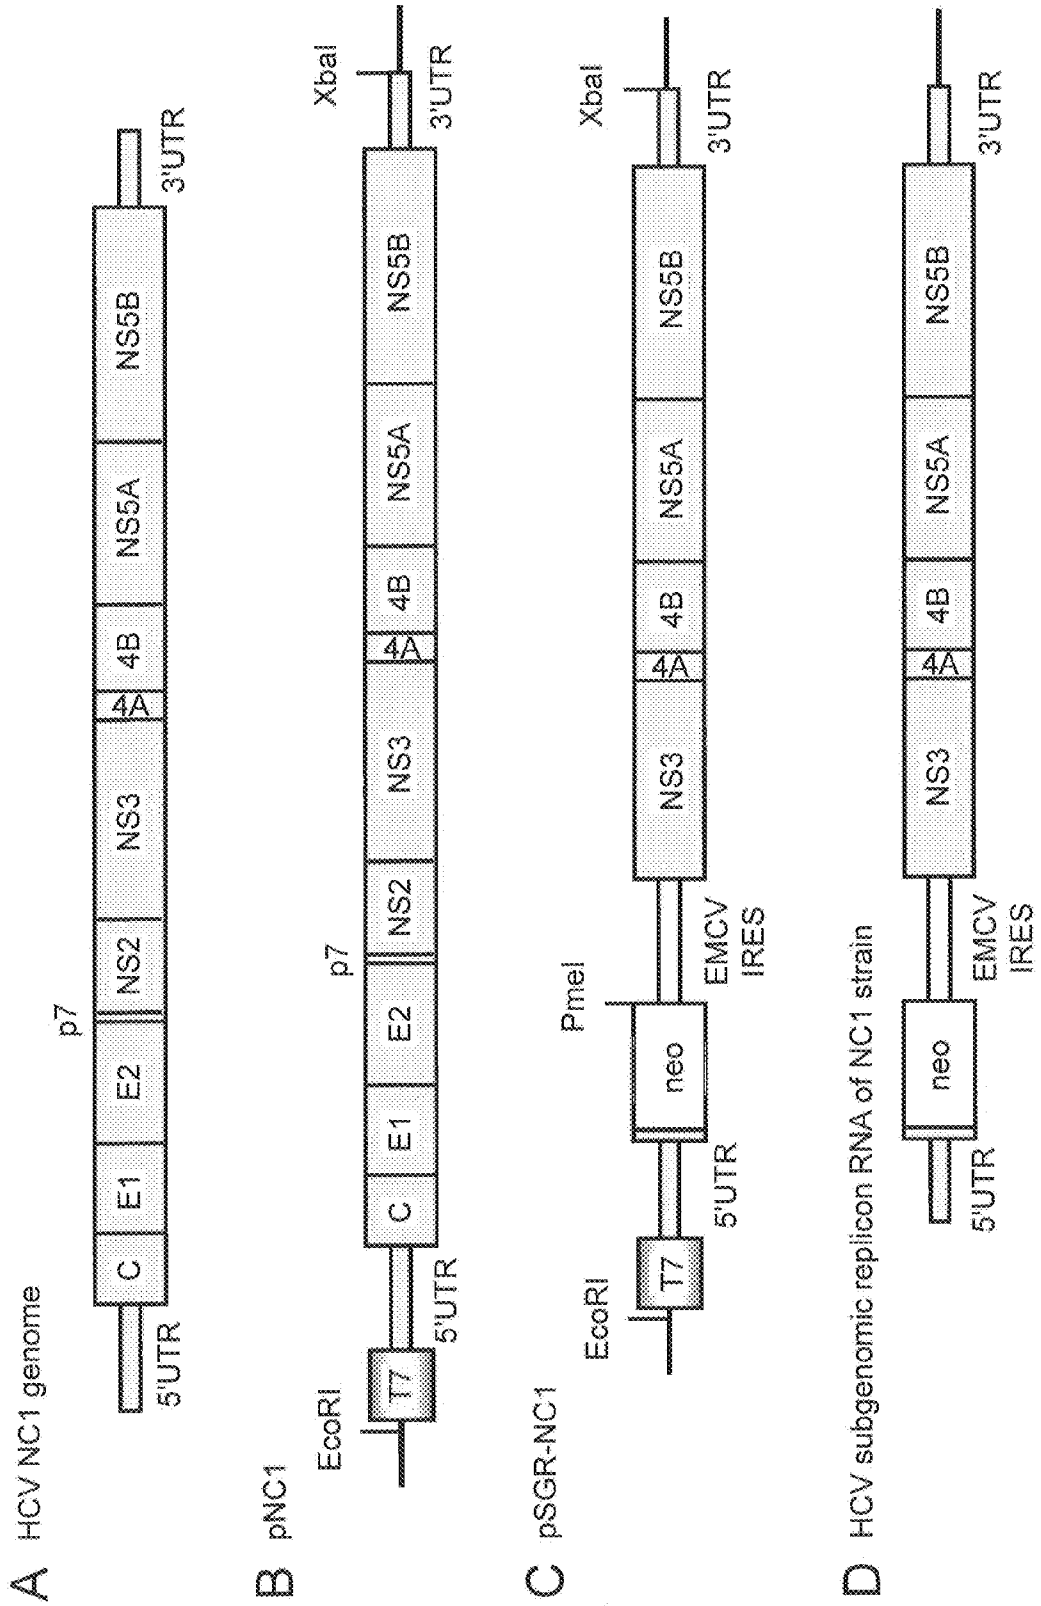 A HCV NC1 genome
p7
C E1 E2 NS2 NS3 4A 4B NS5A NS5B
5'UTR 3'UTR
B pNC1
EcoRI p7 XbaI
T7 C E1 E2 NS2 NS3 4A 4B NS5A NS5B
5'UTR 3'UTR
C pSGR-NC1
EcoRI PmeI XbaI
T7 neo NS3 4A 4B NS5A NS5B
5'UTR EMCV 3'UTR
IRES
D HCV subgenomic replicon RNA of NC1 strain
neo NS3 4A 4B NS5A NS5B
5'UTR EMCV 3'UTR
IRES